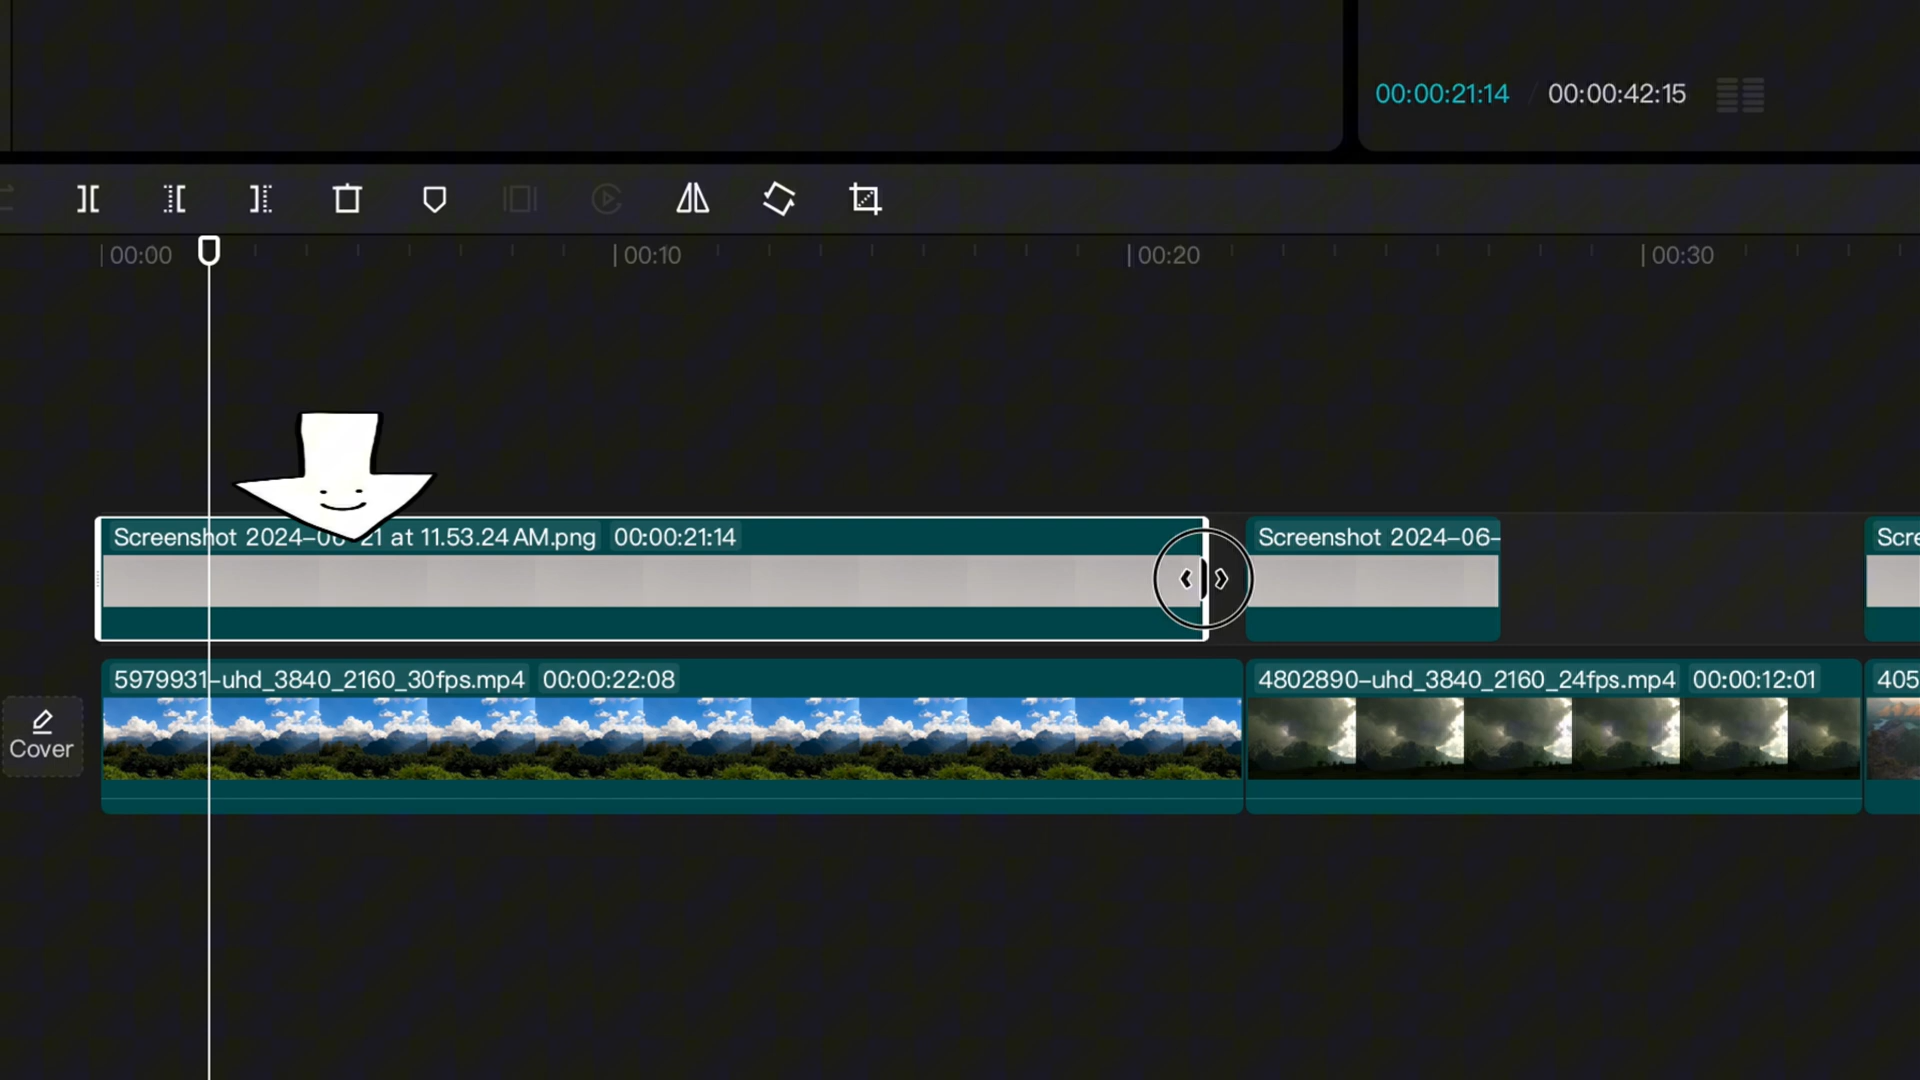 00:00:21:14 / 00:00:42:15
00:00 00:10 00:20 00:30
Screenshot 2024-06-21 at 11.53.24 AM.png 00:00:21:14
Screenshot 2024-06-
Scre
5979931-uhd_3840_2160_30fps.mp4 00:00:22:08
4802890-uhd_3840_2160_24fps.mp4 00:00:12:01
405
Cover